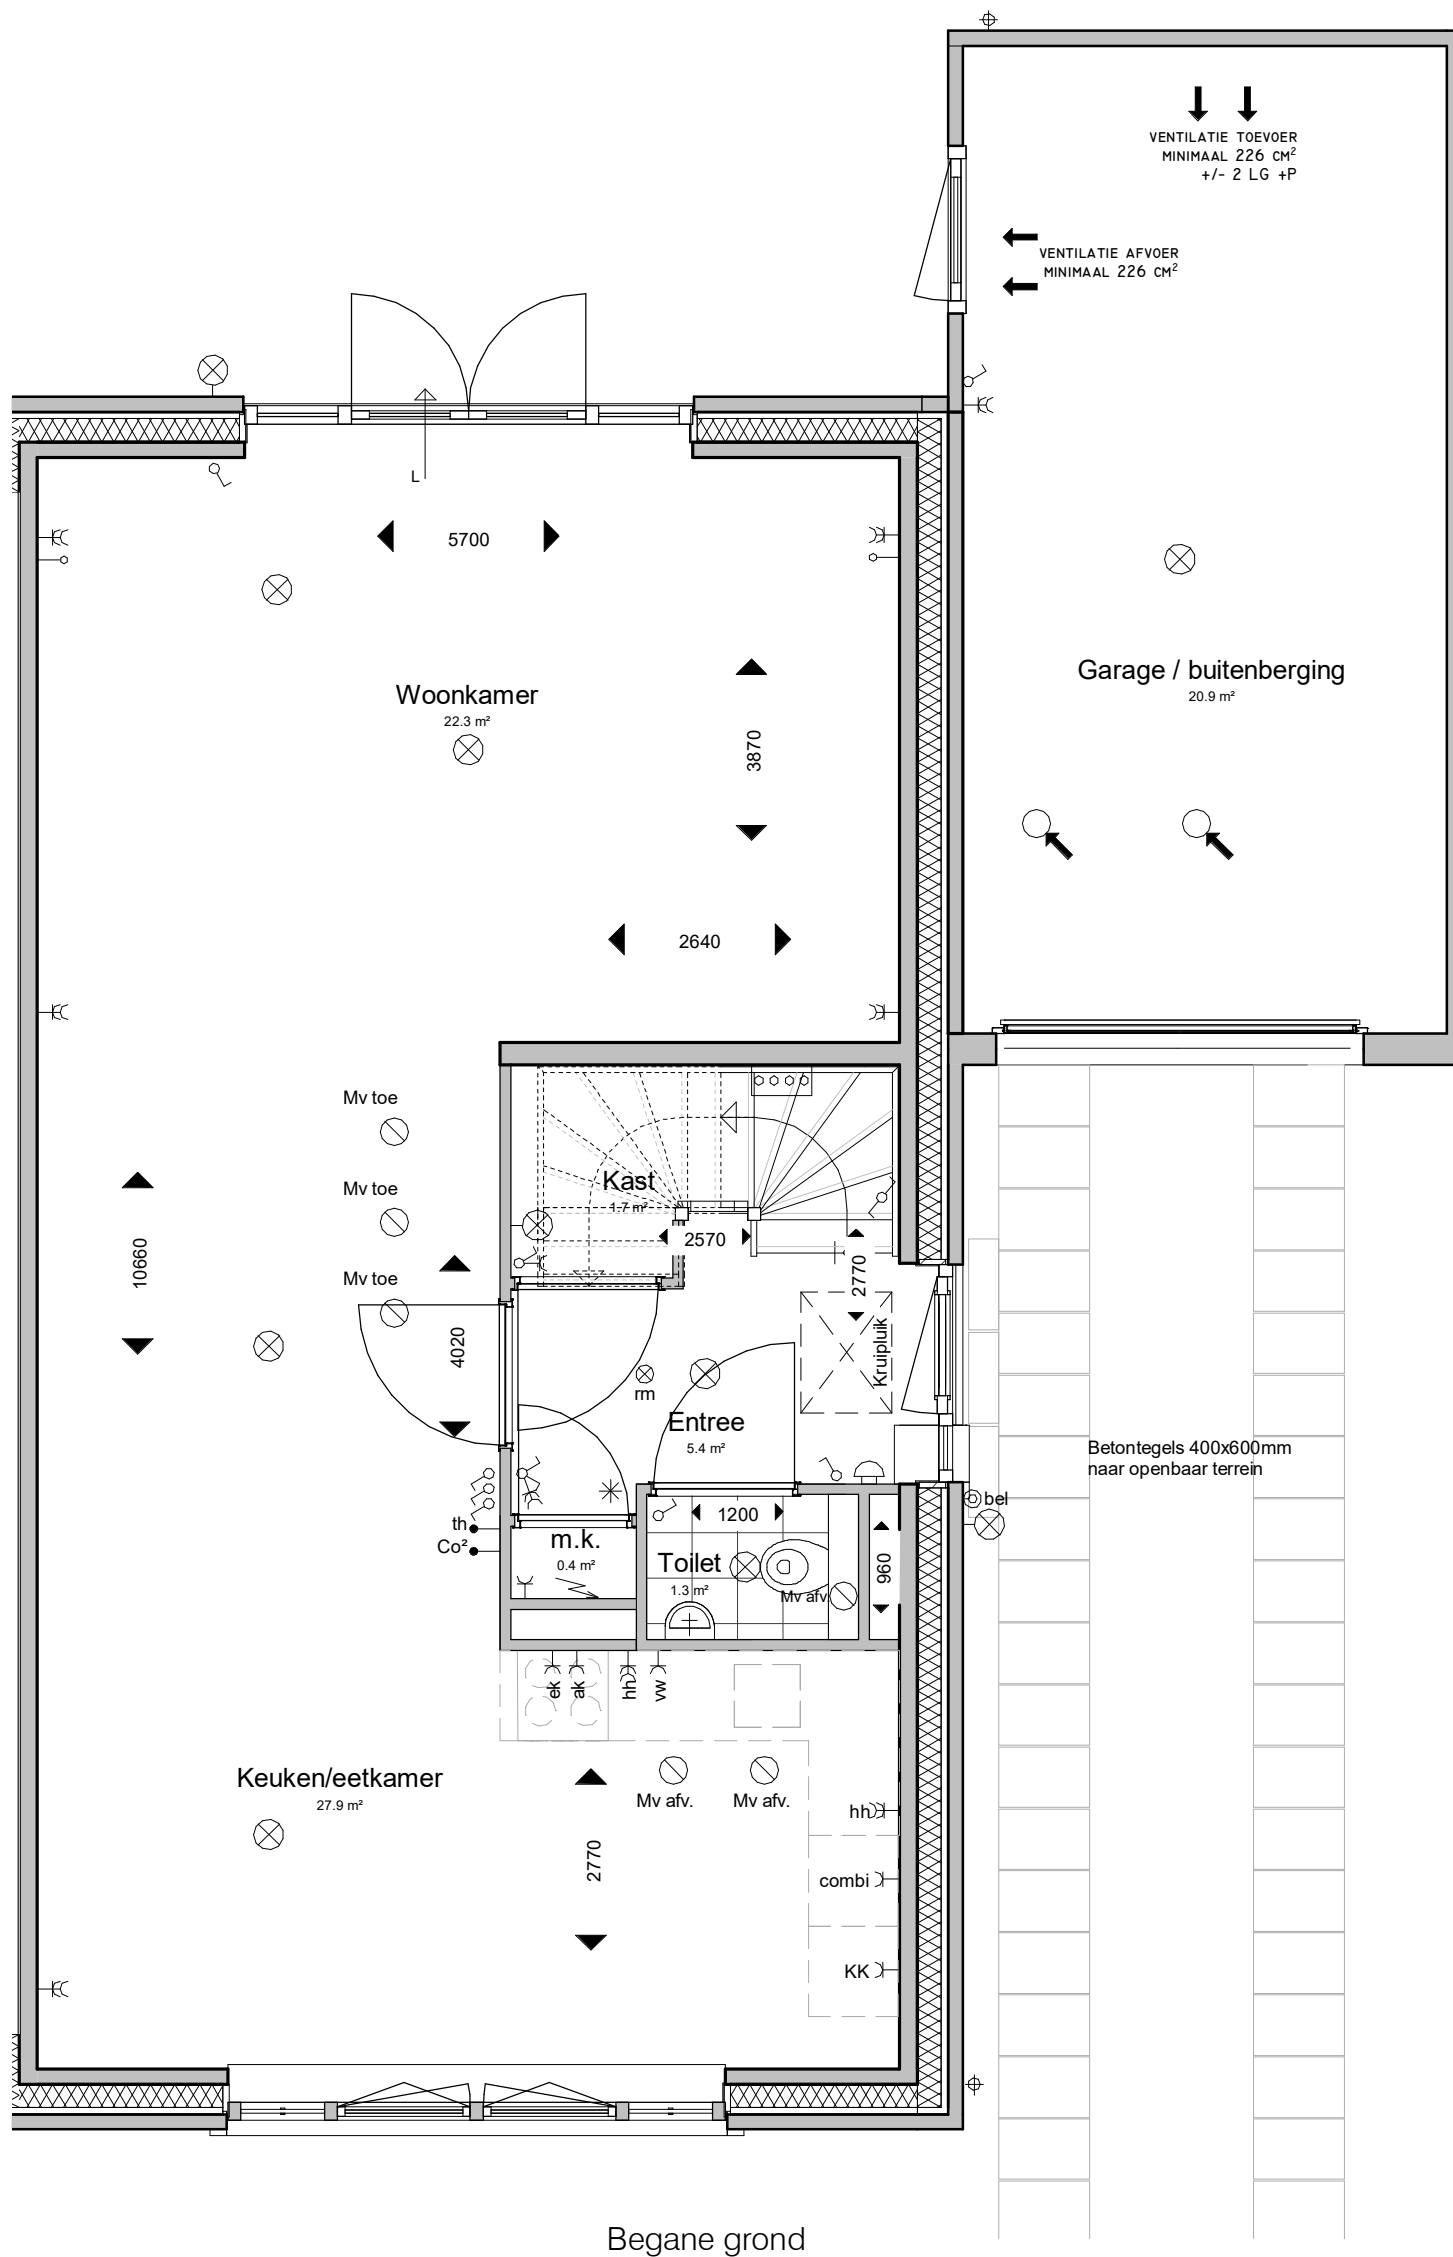 VENTILATIE TOEVOER
MINIMAAL 226 CM²
+/- 2 LG +P
VENTILATIE AFVOER
MINIMAAL 226 CM²
L
5700
Woonkamer
22.3 m²
3870
Garage / buitenberging
20.9 m²
2640
Mv toe
Mv toe
Mv toe
10660
4020
Kast
1.7 m²
2570
2770
Kruipluik
rm
Entree
5.4 m²
Betontegels 400x600mm
naar openbaar terrein
bel
th
Co²
m.k.
0.4 m²
1200
Toilet
1.3 m²
Mv afv.
960
ek
ak
hh
vw
Keuken/eetkamer
27.9 m²
Mv afv.
Mv afv.
2770
hh
combi
KK
Begane grond